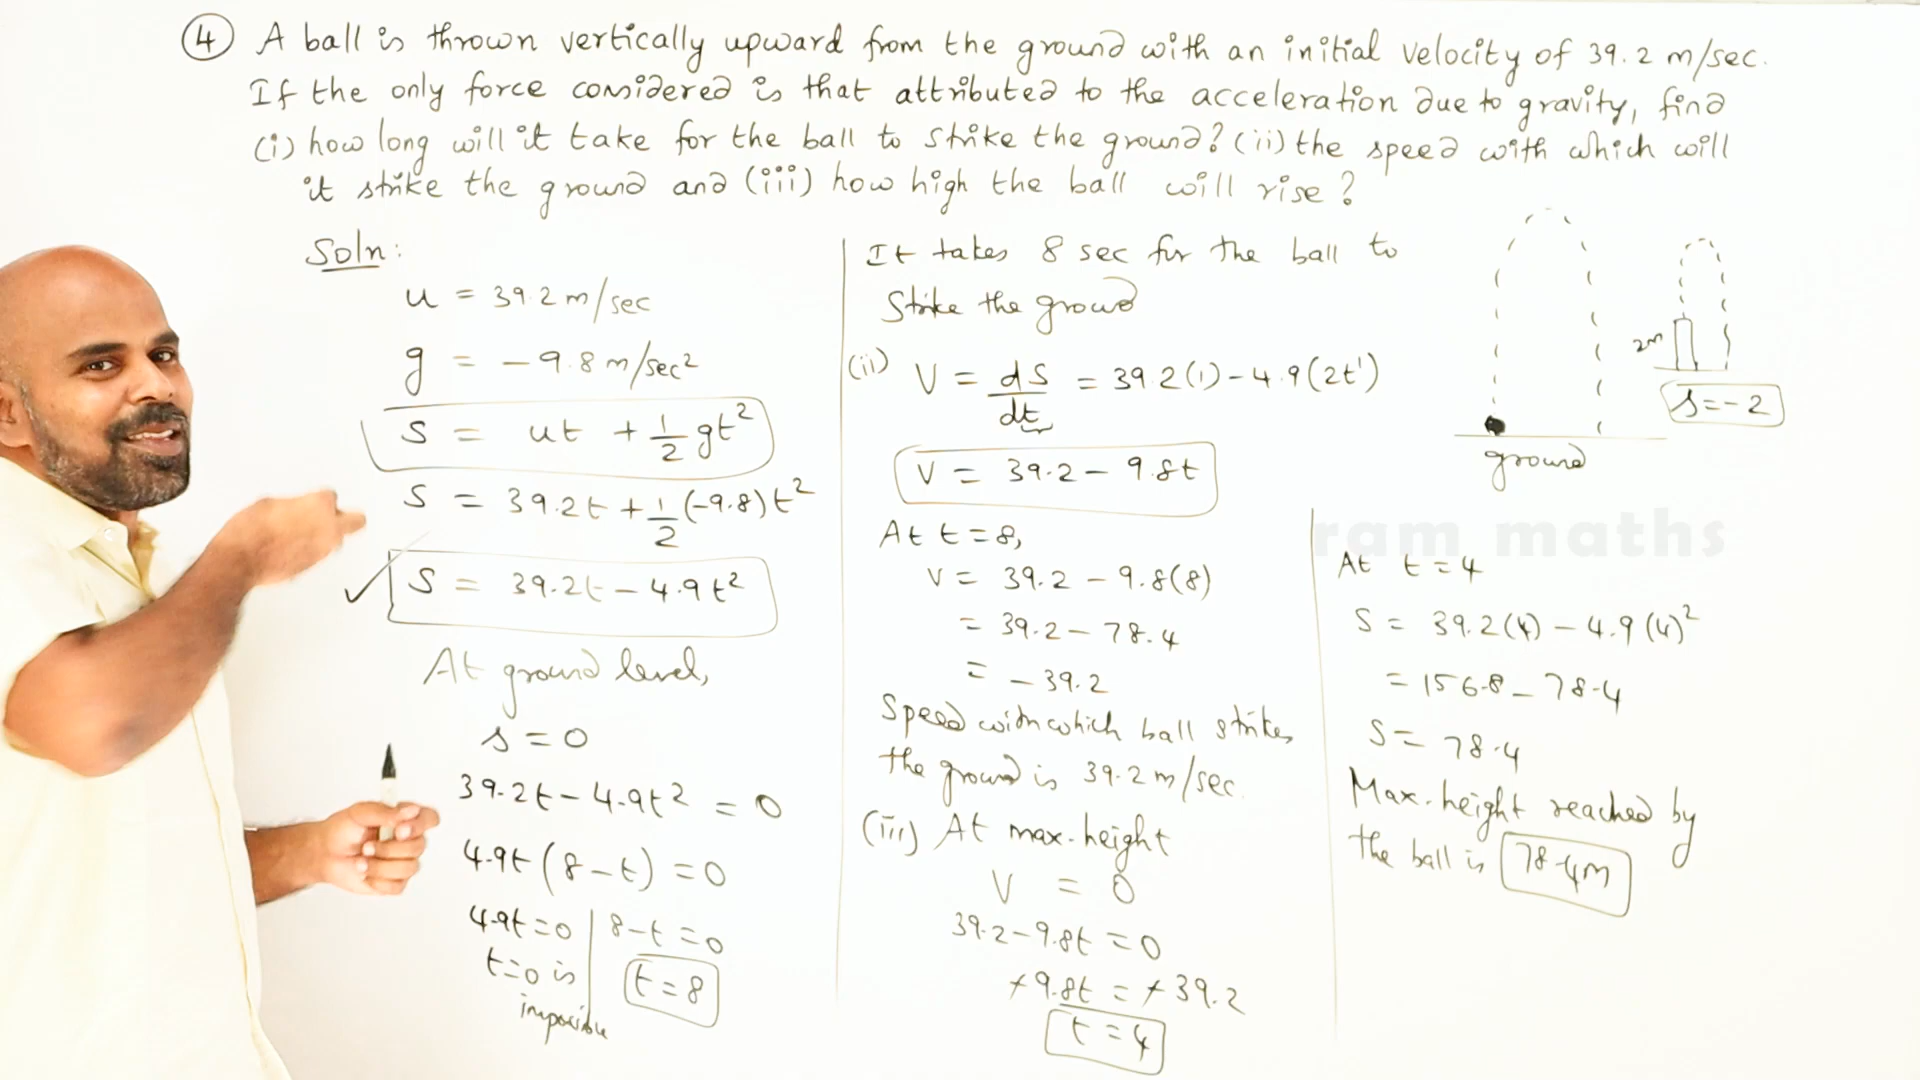 4 A ball is thrown vertically upward from the ground with an initial velocity of 39.2 m/sec.
If the only force considered is that attributed to the acceleration due to gravity, find
(i) how long will it take for the ball to strike the ground? (ii) the speed with which will
it strike the ground and (iii) how high the ball will rise?
Soln:
u = 39.2 m/sec
g = -9.8 m/sec²
S = ut + 1/2 gt²
S = 39.2t + 1/2 (-9.8)t²
✓ S = 39.2t - 4.9t²
At ground level,
s = 0
39.2t - 4.9t² = 0
4.9t (8-t) = 0
4.9t = 0 | 8-t = 0
t=0 is | t = 8
impossible
It takes 8 sec for the ball to
Strike the ground
(ii) V = ds/dt = 39.2(1) - 4.9(2t¹)
V = 39.2 - 9.8t
At t = 8,
V = 39.2 - 9.8(8)
= 39.2 - 78.4
= -39.2
Speed with which ball strikes
the ground is 39.2 m/sec.
(iii) At max. height
V = 0
39.2 - 9.8t = 0
+9.8t = +39.2
t = 4
2m
s = -2
ground
ram maths
At t = 4
S = 39.2(4) - 4.9(4)²
= 156.8 - 78.4
S = 78.4
Max. height reached by
the ball is 78.4m